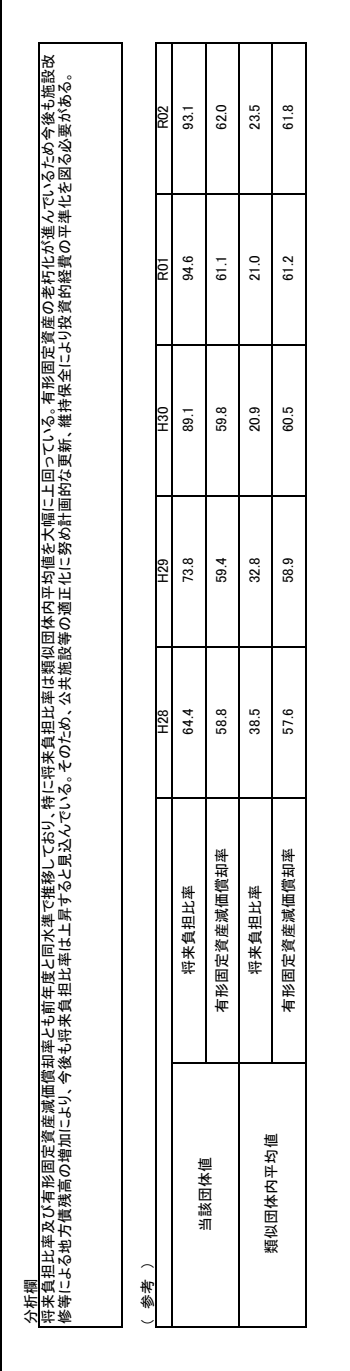 分析欄
将来負担比率及び有形固定資産減価償却率とも前年度と同水準で推移しており、特に将来負担比率は類似団体内平均値を大幅に上回っている。有形固定資産の老朽化が進んでいるため今後も施設改
修等による地方債残高の増加により、今後も将来負担比率は上昇すると見込んでいる。そのため、公共施設等の適正化に努め計画的な更新、維持保全により投資的経費の平準化を図る必要がある。
（ 参考 ）
H28 H29 H30 R01 R02
当該団体値 将来負担比率 64.4 73.8 89.1 94.6 93.1
有形固定資産減価償却率 58.8 59.4 59.8 61.1 62.0
類似団体内平均値 将来負担比率 38.5 32.8 20.9 21.0 23.5
有形固定資産減価償却率 57.6 58.9 60.5 61.2 61.8